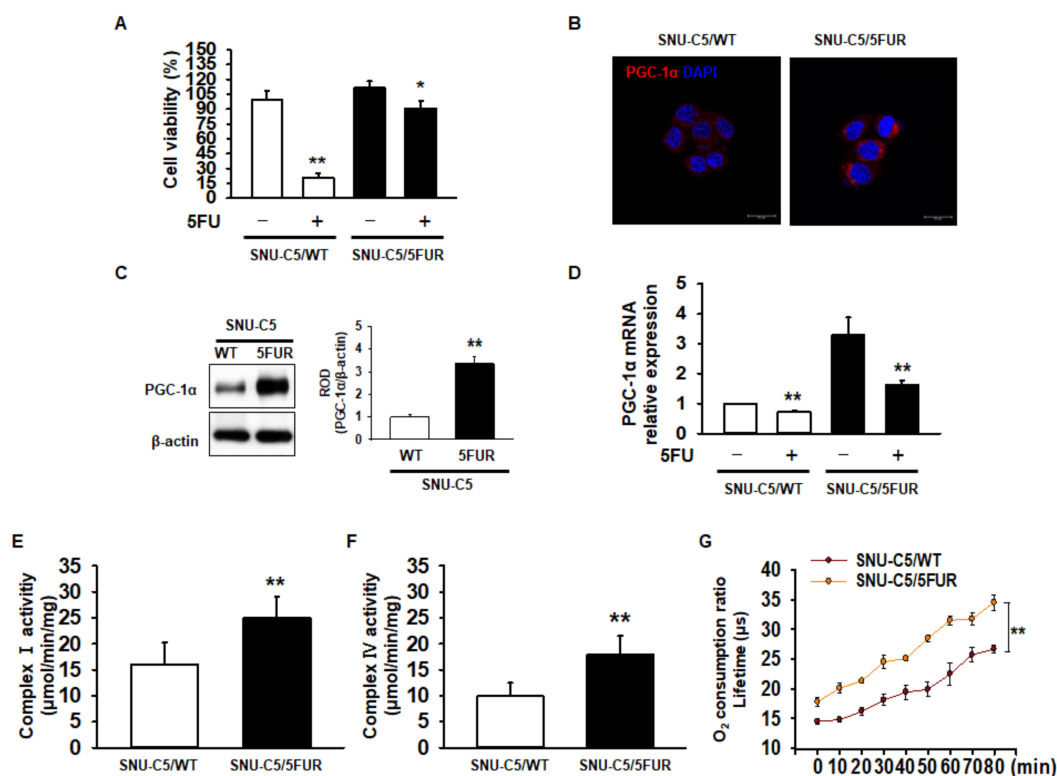 A
Cell viability (%)
150
135
120
105
90
75
60
45
30
15
0
**
*
5FU
−
+
−
+
SNU-C5/WT
SNU-C5/5FUR
B
SNU-C5/WT
SNU-C5/5FUR
PGC-1α DAPI
C
SNU-C5
WT
5FUR
PGC-1α
β-actin
ROD
(PGC-1α/β-actin)
5
4
3
2
1
0
**
WT
5FUR
SNU-C5
D
PGC-1α mRNA
relative expression
5
4
3
2
1
0
**
**
5FU
−
+
−
+
SNU-C5/WT
SNU-C5/5FUR
E
Complex I activitiy
(μmol/min/mg)
35
30
25
20
15
10
5
0
**
SNU-C5/WT
SNU-C5/5FUR
F
Complex IV activity
(μmol/min/mg)
35
30
25
20
15
10
5
0
**
SNU-C5/WT
SNU-C5/5FUR
G
SNU-C5/WT
SNU-C5/5FUR
O2 consumption ratio
Lifetime (μs)
40
35
30
25
20
15
10
**
0 10 20 30 40 50 60 70 80 (min)